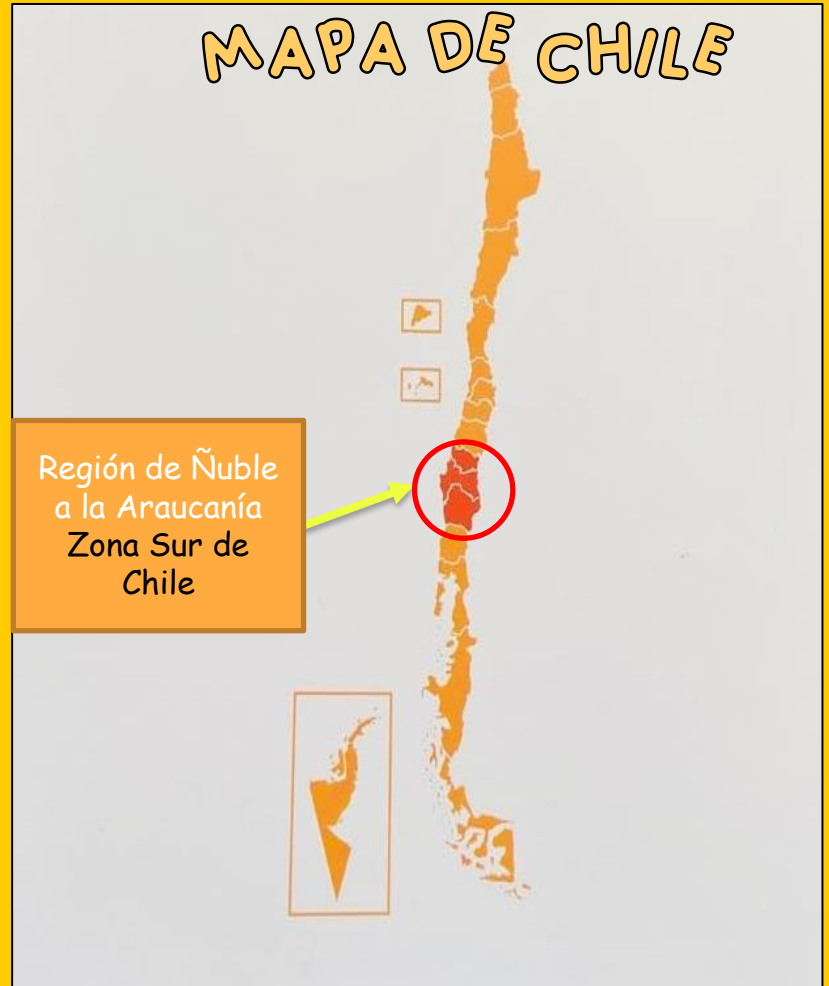 MAPA DE CHILE
Región de Ñuble
a la Araucanía
Zona Sur de
Chile